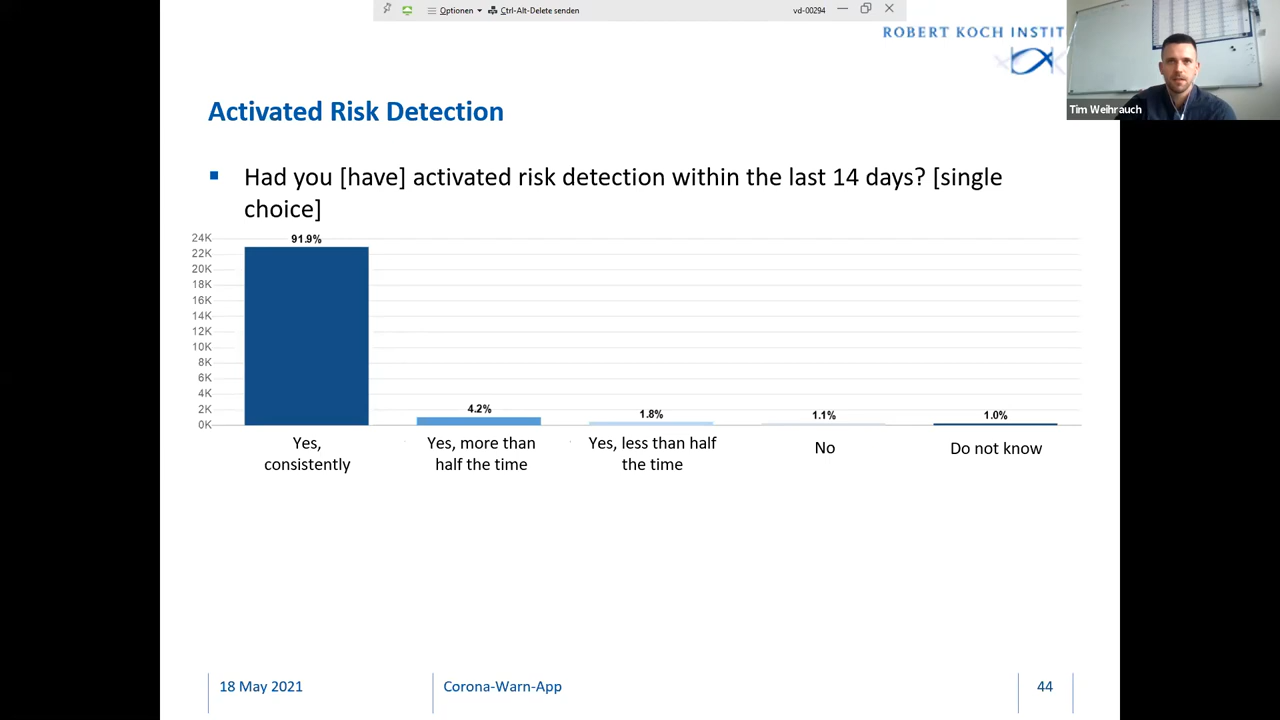 Optionen
Ctrl-Alt-Delete senden
vd-00294
ROBERT KOCH INSTIT
Tim Weihrauch
Activated Risk Detection
Had you [have] activated risk detection within the last 14 days? [single
choice]
24K
22K
20K
18K
16K
14K
12K
10K
8K
6K
4K
2K
0K
91.9%
4.2%
1.8%
1.1%
1.0%
Yes,
consistently
Yes, more than
half the time
Yes, less than half
the time
No
Do not know
18 May 2021
Corona-Warn-App
44